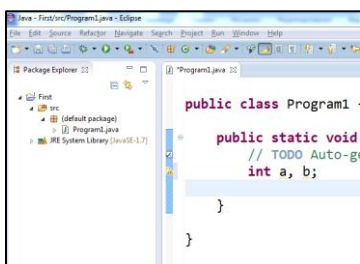 Java - First/src/Program1.java - Eclipse
File Edit Source Refactor Navigate Search Project Run Window Help
Package Explorer
First
src
(default package)
Program1.java
JRE System Library [JavaSE-1.7]
*Program1.java
public class Program1
public static void
// TODO Auto-ge
int a, b;
}
}